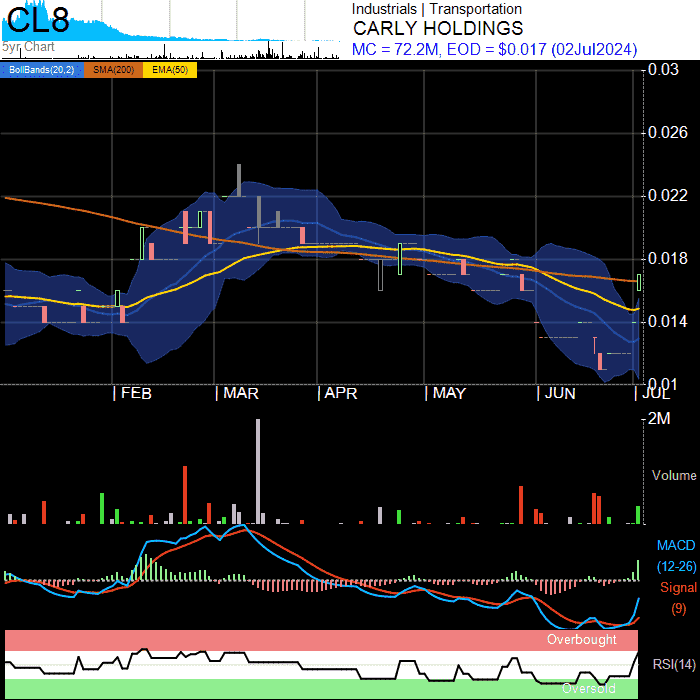 CL8
5yr Chart
Industrials | Transportation
CARLY HOLDINGS
MC = 72.2M, EOD = $0.017 (02Jul2024)
BollBands(20,2) SMA(200) EMA(50)
0.03
0.026
0.022
0.018
0.014
0.01
FEB MAR APR MAY JUN JUL
2M
Volume
MACD
(12-26)
Signal
(9)
Overbought
RSI(14)
Oversold